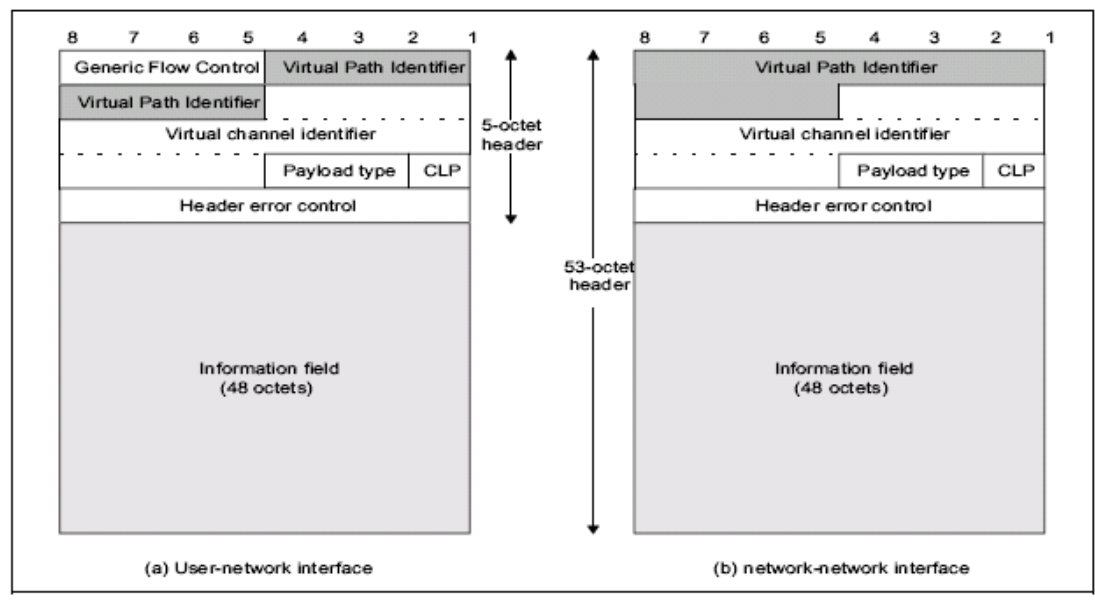 8 7 6 5 4 3 2 1
Generic Flow Control Virtual Path Identifier
Virtual Path Identifier
Virtual channel identifier
Payload type CLP
Header error control
Information field
(48 octets)
(a) User-network interface
5-octet
header
53-octet
header
8 7 6 5 4 3 2 1
Virtual Path Identifier
Virtual channel identifier
Payload type CLP
Header error control
Information field
(48 octets)
(b) network-network interface